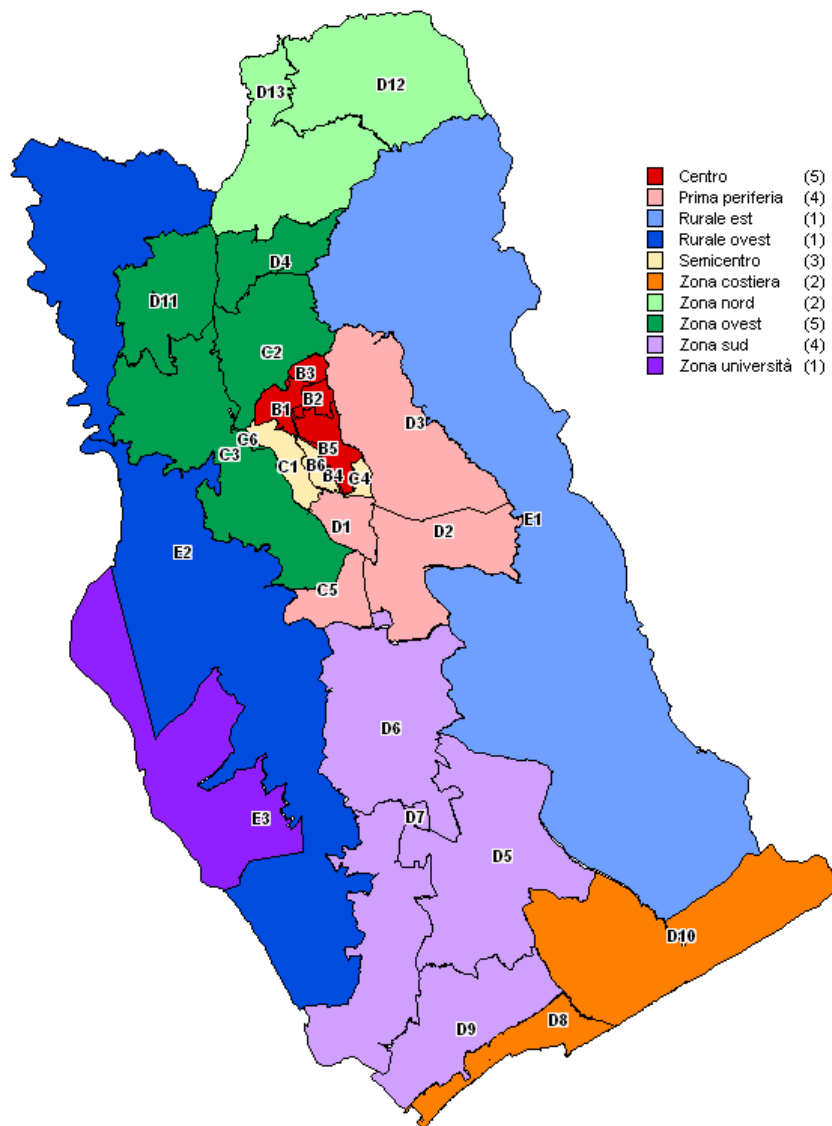 D13
D12
Centro (5)
Prima periferia (4)
Rurale est (1)
Rurale ovest (1)
Semicentro (3)
Zona costiera (2)
Zona nord (2)
Zona ovest (5)
Zona sud (4)
Zona università (1)
D4
D11
C2
B3
B2
B1
D3
C6
B5
C3
C1
B6
B4
C4
E1
D1
D2
E2
C5
D6
E3
D7
D5
D10
D8
D9